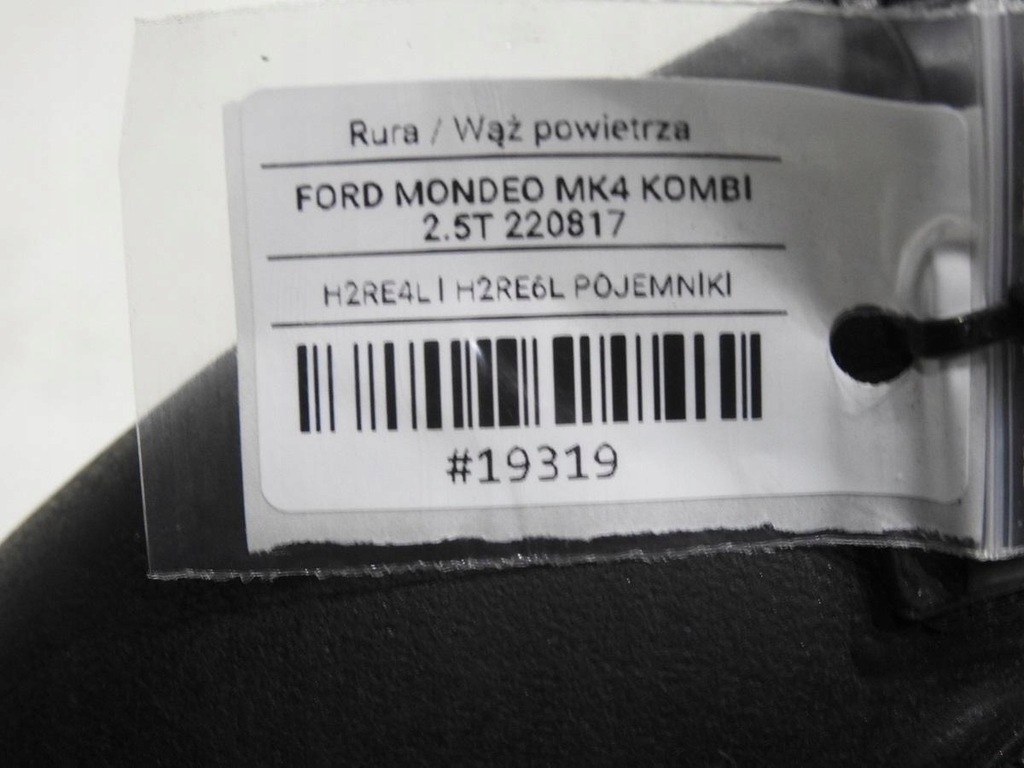 Rura / Wąż powietrza
FORD MONDEO MK4 KOMBI
2.5T 220817
H2RE4L I H2RE6L POJEMNIKI
#19319